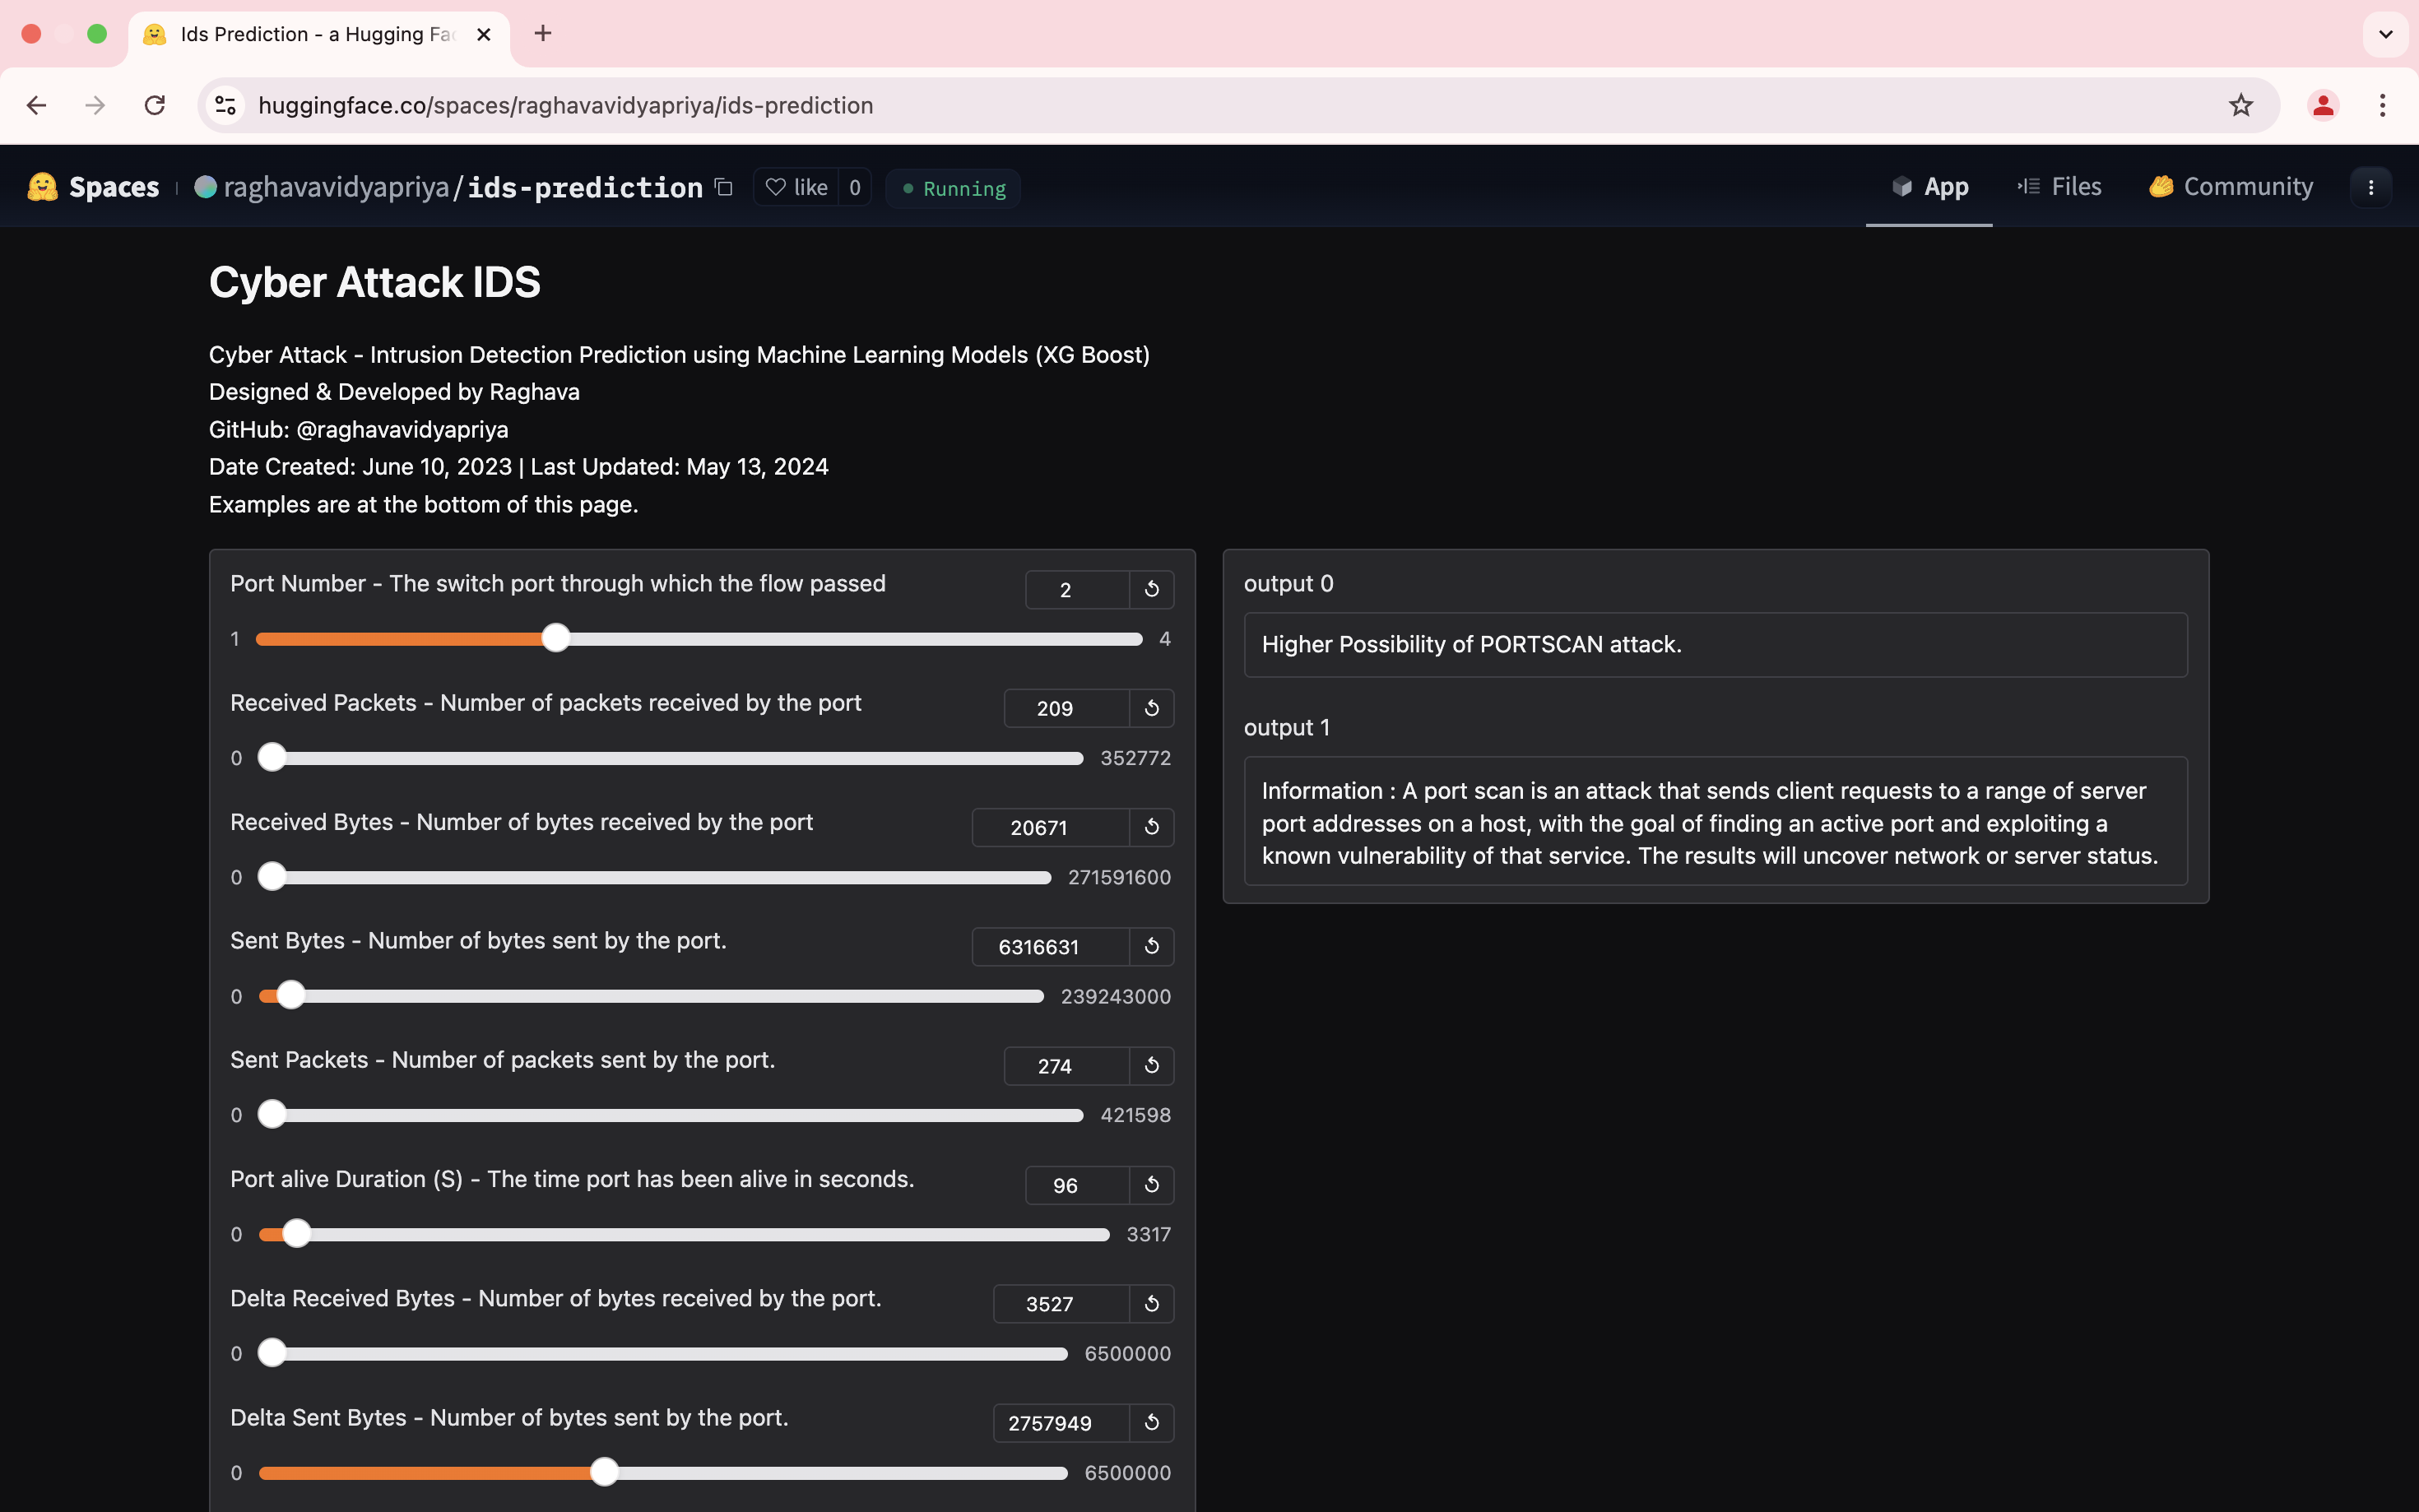 Ids Prediction - a Hugging Fac
huggingface.co/spaces/raghavavidyapriya/ids-prediction
Spaces
raghavavidyapriya/ids-prediction
like 0
Running
App
Files
Community
Cyber Attack IDS
Cyber Attack - Intrusion Detection Prediction using Machine Learning Models (XG Boost)
Designed & Developed by Raghava
GitHub: @raghavavidyapriya
Date Created: June 10, 2023 | Last Updated: May 13, 2024
Examples are at the bottom of this page.
Port Number - The switch port through which the flow passed
2
1
4
Received Packets - Number of packets received by the port
209
0
352772
Received Bytes - Number of bytes received by the port
20671
0
271591600
Sent Bytes - Number of bytes sent by the port.
6316631
0
239243000
Sent Packets - Number of packets sent by the port.
274
0
421598
Port alive Duration (S) - The time port has been alive in seconds.
96
0
3317
Delta Received Bytes - Number of bytes received by the port.
3527
0
6500000
Delta Sent Bytes - Number of bytes sent by the port.
2757949
0
6500000
output 0
Higher Possibility of PORTSCAN attack.
output 1
Information : A port scan is an attack that sends client requests to a range of server
port addresses on a host, with the goal of finding an active port and exploiting a
known vulnerability of that service. The results will uncover network or server status.